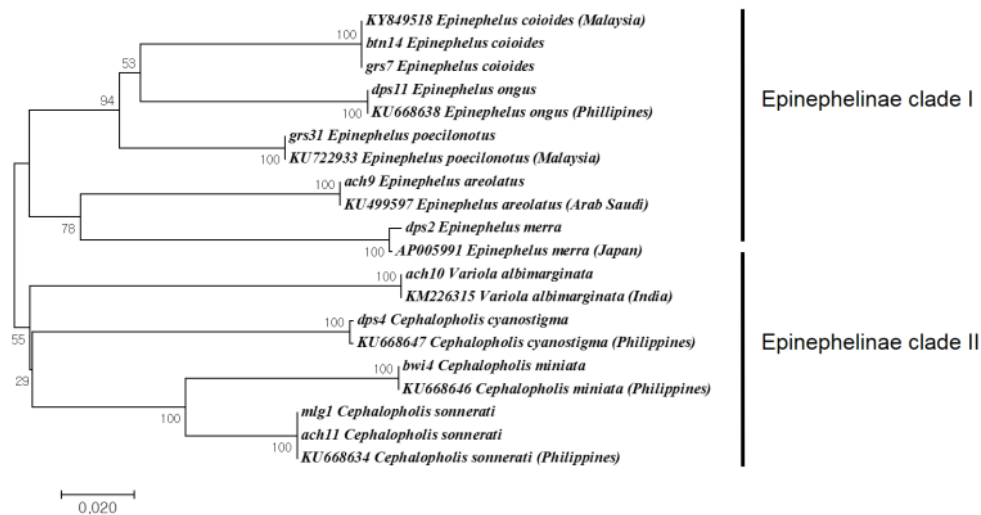 KY849518 Epinephelus coioides (Malaysia)
100
btn14 Epinephelus coioides
53
grs7 Epinephelus coioides
dps11 Epinephelus ongus
94
100
KU668638 Epinephelus ongus (Phillipines)
Epinephelinae clade I
grs31 Epinephelus poecilonotus
100
KU722933 Epinephelus poecilonotus (Malaysia)
ach9 Epinephelus areolatus
100
KU499597 Epinephelus areolatus (Arab Saudi)
78
dps2 Epinephelus merra
100
AP005991 Epinephelus merra (Japan)
ach10 Variola albimarginata
100
KM226315 Variola albimarginata (India)
dps4 Cephalopholis cyanostigma
100
55
KU668647 Cephalopholis cyanostigma (Philippines)
Epinephelinae clade II
bwi4 Cephalopholis miniata
100
29
KU668646 Cephalopholis miniata (Philippines)
mlg1 Cephalopholis sonnerati
100
ach11 Cephalopholis sonnerati
100
KU668634 Cephalopholis sonnerati (Philippines)
0,020